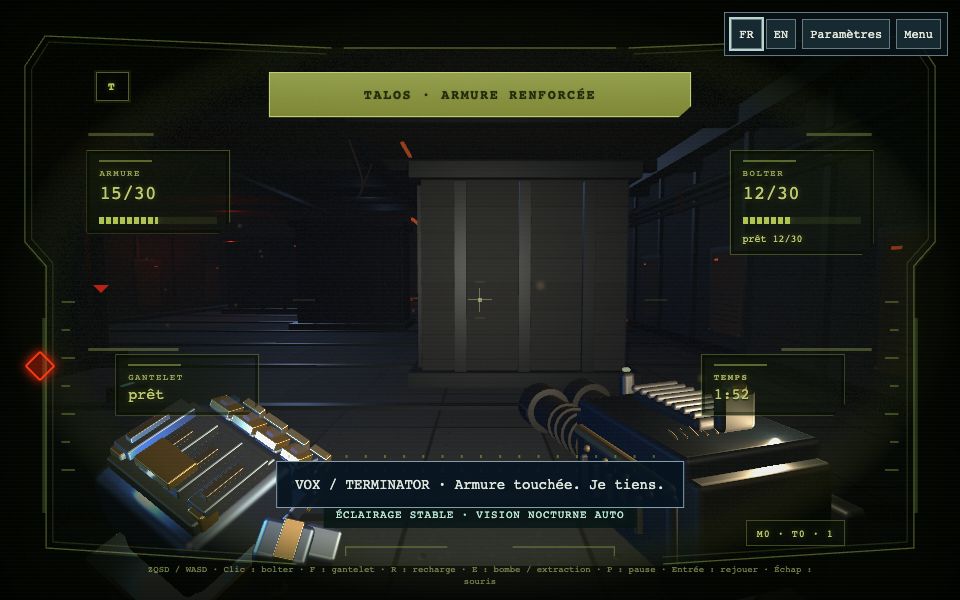 FR EN Paramètres Menu
T
TALOS · ARMURE RENFORCÉE
ARMURE
15/30
BOLTER
12/30
prêt 12/30
GANTELET
prêt
TEMPS
1:52
VOX / TERMINATOR · Armure touchée. Je tiens.
ÉCLAIRAGE STABLE · VISION NOCTURNE AUTO
M0 · T0 · 1
ZQSD / WASD · Clic : bolter · F : gantelet · R : recharge · E : bombe / extraction · P : pause · Entrée : rejouer · Échap :
souris